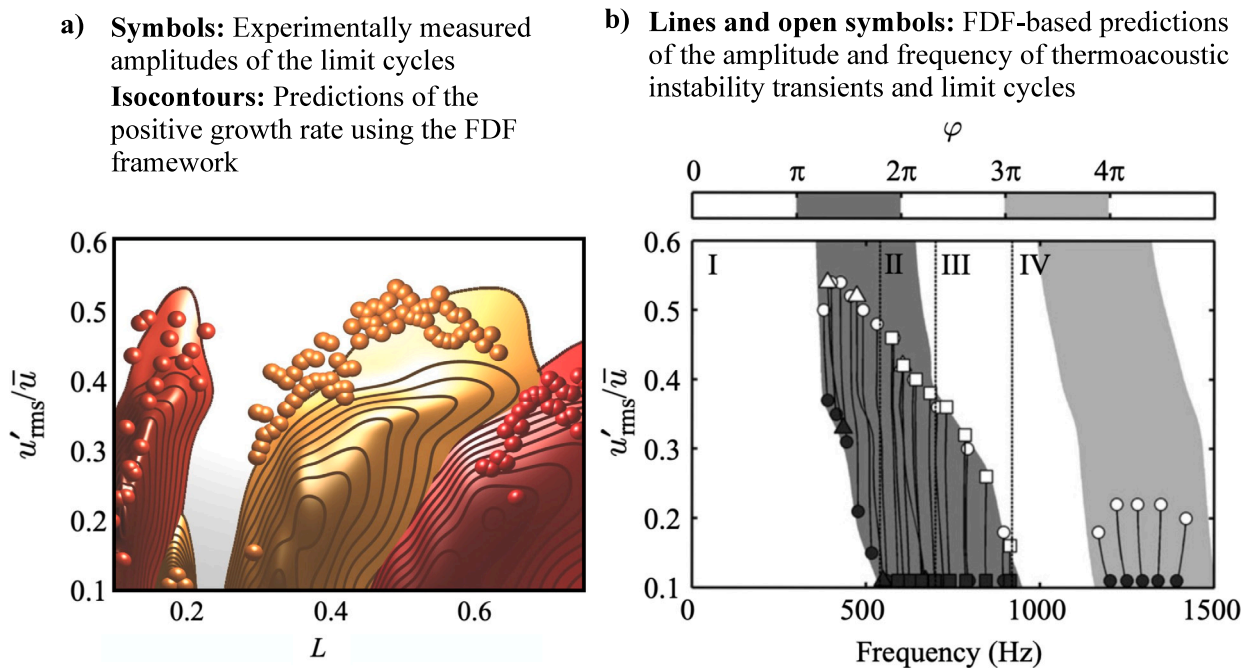 a) Symbols: Experimentally measured
amplitudes of the limit cycles
Isocontours: Predictions of the
positive growth rate using the FDF
framework
0.6
0.5
0.4
0.3
0.2
0.1
u′rms/ū
0.2 0.4 0.6
L
b) Lines and open symbols: FDF-based predictions
of the amplitude and frequency of thermoacoustic
instability transients and limit cycles
φ
0 π 2π 3π 4π
0.6
0.5
0.4
0.3
0.2
0.1
u′rms/ū
I II III IV
0 500 1000 1500
Frequency (Hz)